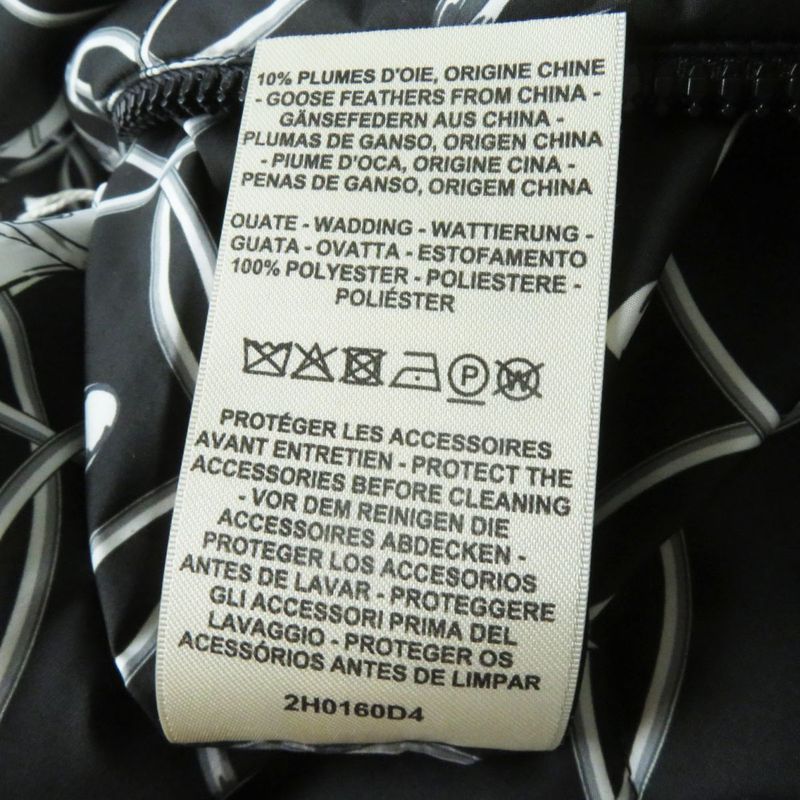 10% PLUMES D'OIE, ORIGINE CHINE
- GOOSE FEATHERS FROM CHINA -
GÄNSEFEDERN AUS CHINA -
PLUMAS DE GANSO, ORIGEN CHINA
- PIUME D'OCA, ORIGINE CINA -
PENAS DE GANSO, ORIGEM CHINA
OUATE - WADDING - WATTIERUNG -
GUATA - OVATTA - ESTOFAMENTO
100% POLYESTER - POLIESTERE -
POLIÉSTER
P W
PROTÉGER LES ACCESSOIRES
AVANT ENTRETIEN - PROTECT THE
ACCESSORIES BEFORE CLEANING
- VOR DEM REINIGEN DIE
ACCESSOIRES ABDECKEN -
PROTEGER LOS ACCESORIOS
ANTES DE LAVAR - PROTEGGERE
GLI ACCESSORI PRIMA DEL
LAVAGGIO - PROTEGER OS
ACESSÓRIOS ANTES DE LIMPAR
2H0160D4